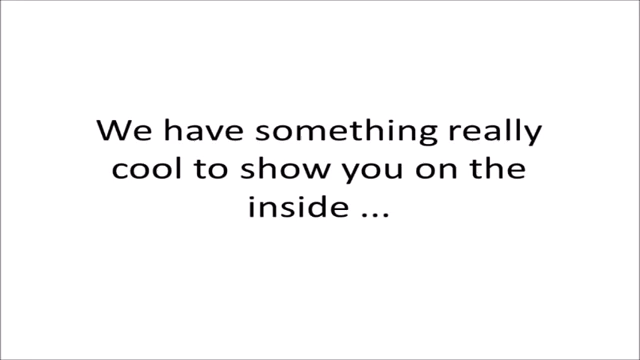 We have something really
cool to show you on the
inside ...